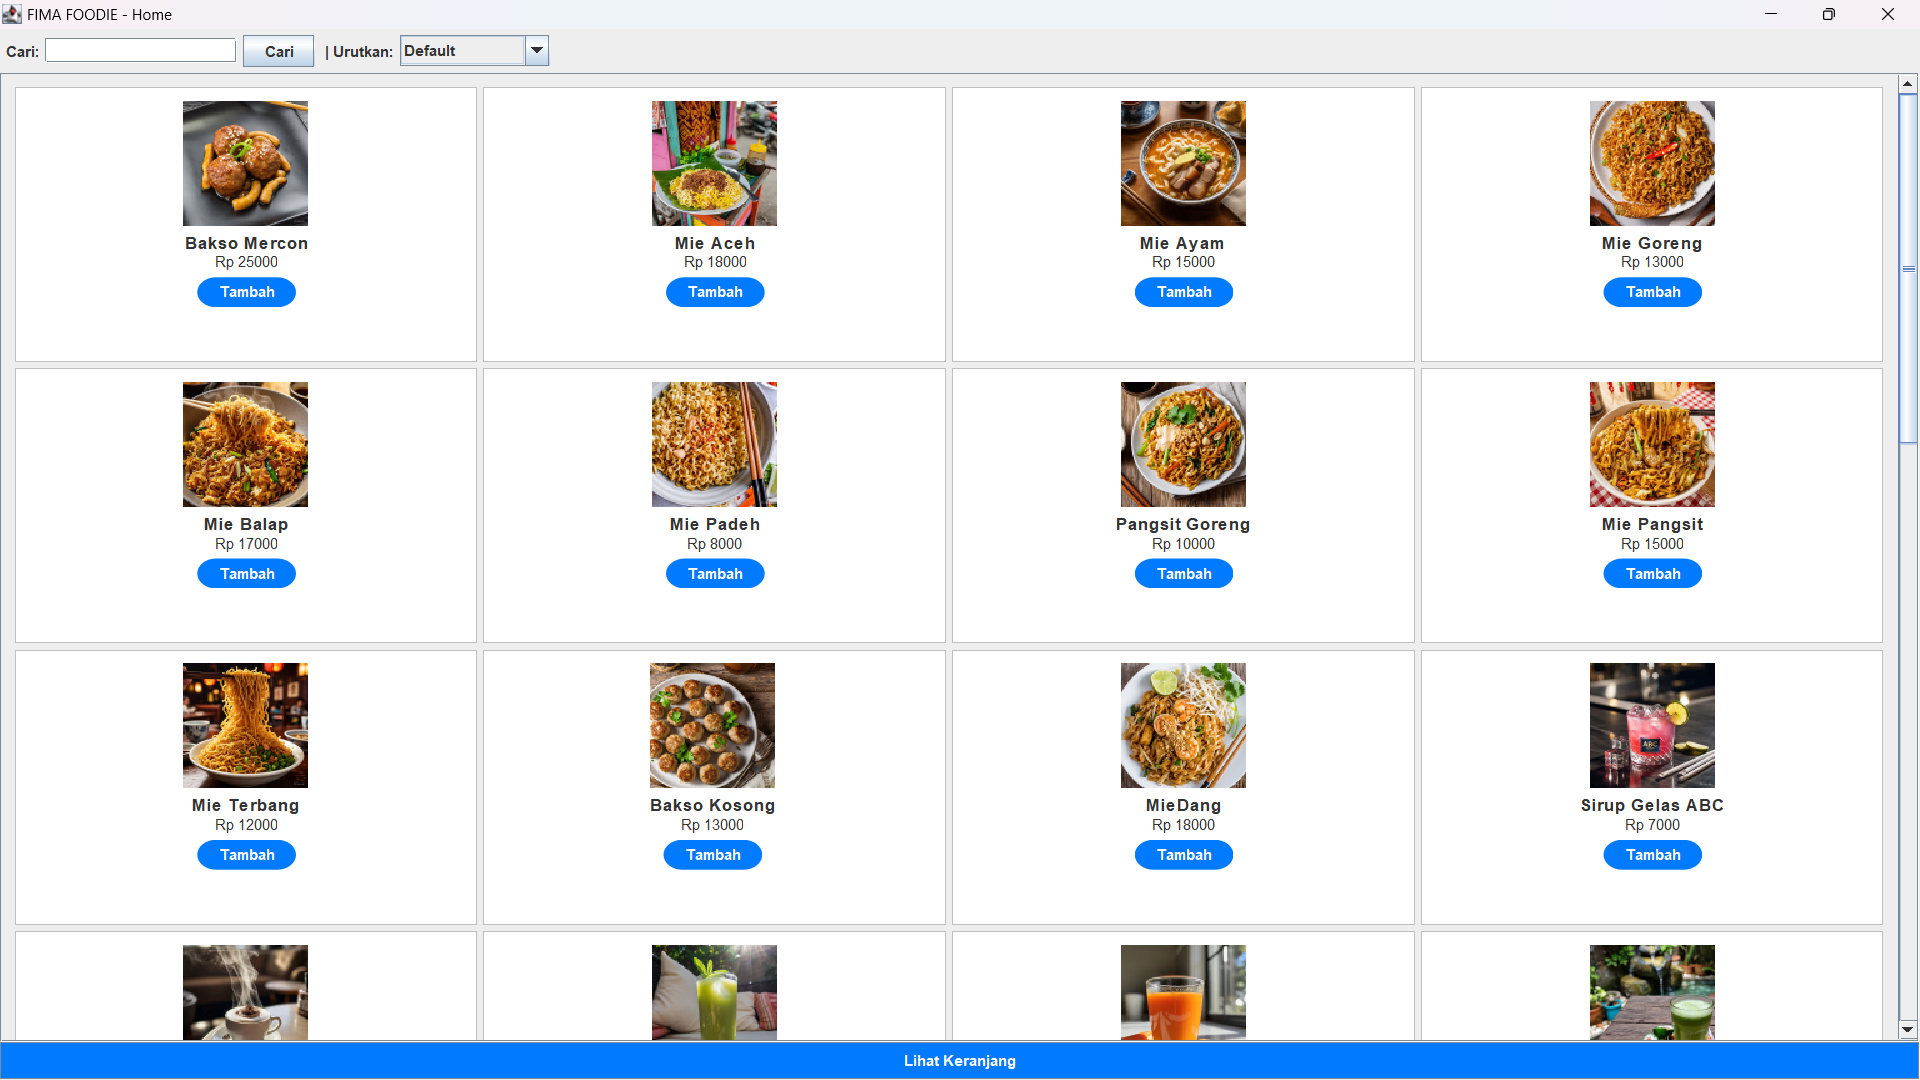 FIMA FOODIE - Home
Cari: Cari | Urutkan: Default
Bakso Mercon
Rp 25000
Tambah
Mie Aceh
Rp 18000
Tambah
Mie Ayam
Rp 15000
Tambah
Mie Goreng
Rp 13000
Tambah
Mie Balap
Rp 17000
Tambah
Mie Padeh
Rp 8000
Tambah
Pangsit Goreng
Rp 10000
Tambah
Mie Pangsit
Rp 15000
Tambah
Mie Terbang
Rp 12000
Tambah
Bakso Kosong
Rp 13000
Tambah
MieDang
Rp 18000
Tambah
ABC
Sirup Gelas ABC
Rp 7000
Tambah
Lihat Keranjang